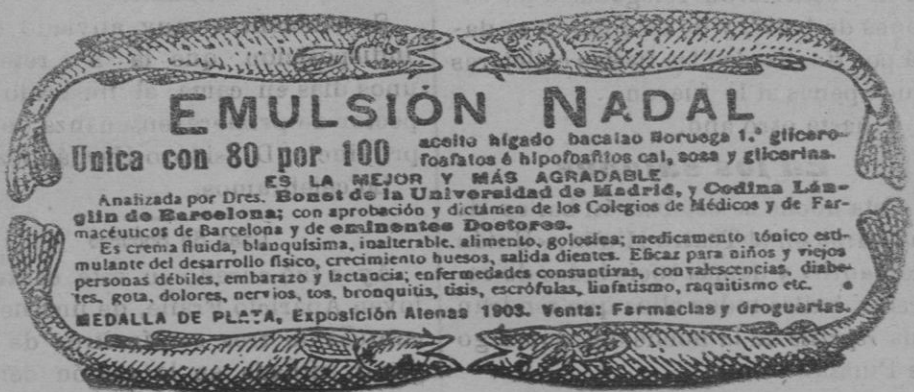 EMULSIÓN NADAL
Unica con 80 por 100 aceite hígado bacalao Noruega 1.ª glicero-
fosfatos é hipofosfitos cal, sosa y glicerina.
ES LA MEJOR Y MÁS AGRADABLE
Analizada por Dres. Bonet de la Universidad de Madrid, y Codina Län-
glin de Barcelona; con aprobación y dictámen de los Colegios de Médicos y de Far-
macéuticos de Barcelona y de eminentes Doctores.
Es crema fluida, blanquísima, inalterable, alimento, golosina; medicamento tónico esti-
mulante del desarrollo físico, crecimiento huesos, salida dientes. Eficaz para niños y viejos
personas débiles, embarazo y lactancia; enfermedades consuntivas, convalescencias, diabe-
tes, gota, dolores, nervios, tos, bronquitis, tisis, escrófulas, linfatismo, raquitismo etc.
MEDALLA DE PLATA, Exposición Atenas 1903. Venta: Farmacias y droguerías.